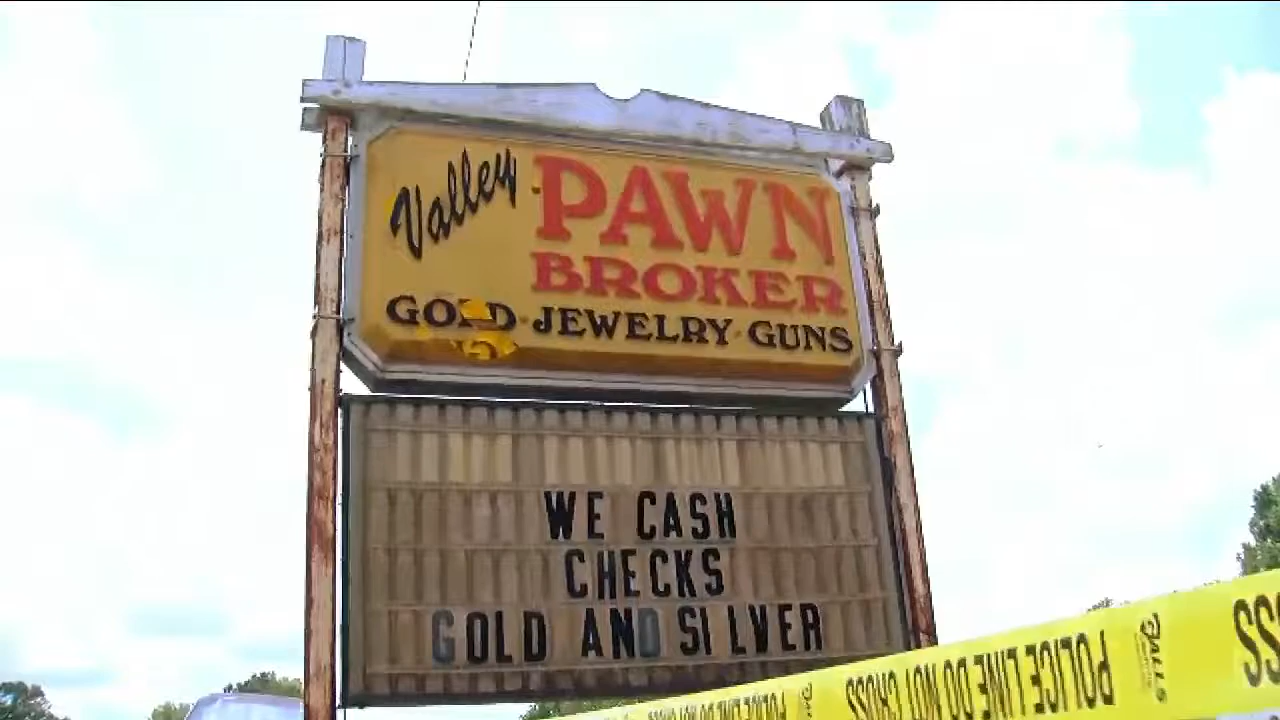 Valley PAWN
BROKER
GOLD · JEWELRY · GUNS
WE CASH
CHECKS
GOLD AND SILVER
POLICE LINE DO NOT CROSS